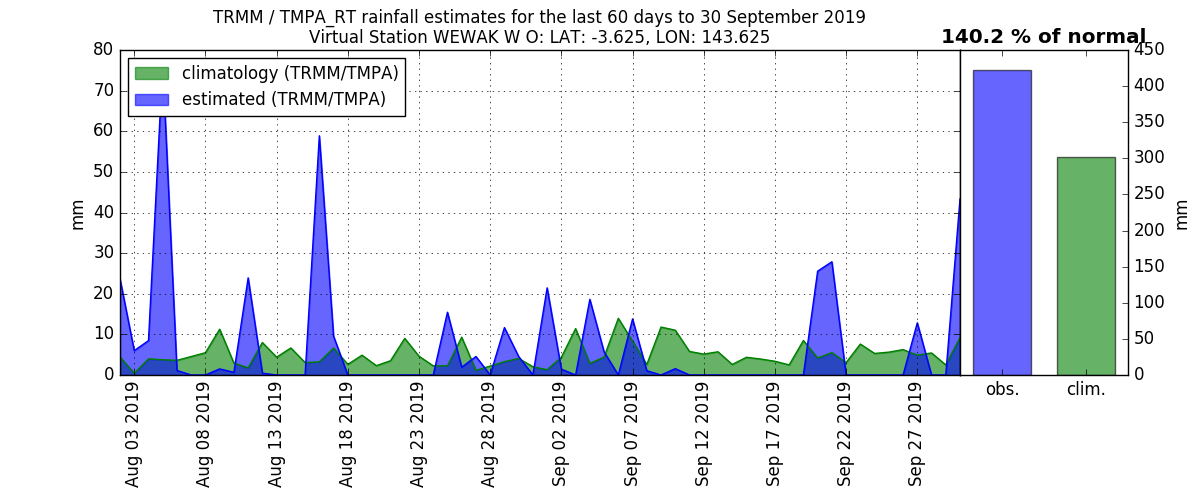 TRMM / TMPA_RT rainfall estimates for the last 60 days to 30 September 2019
Virtual Station WEWAK W O: LAT: -3.625, LON: 143.625
140.2 % of normal
climatology (TRMM/TMPA)
estimated (TRMM/TMPA)
mm
80
70
60
50
40
30
20
10
0
450
400
350
300
250
200
150
100
50
0
mm
Aug 03 2019
Aug 08 2019
Aug 13 2019
Aug 18 2019
Aug 23 2019
Aug 28 2019
Sep 02 2019
Sep 07 2019
Sep 12 2019
Sep 17 2019
Sep 22 2019
Sep 27 2019
obs.
clim.